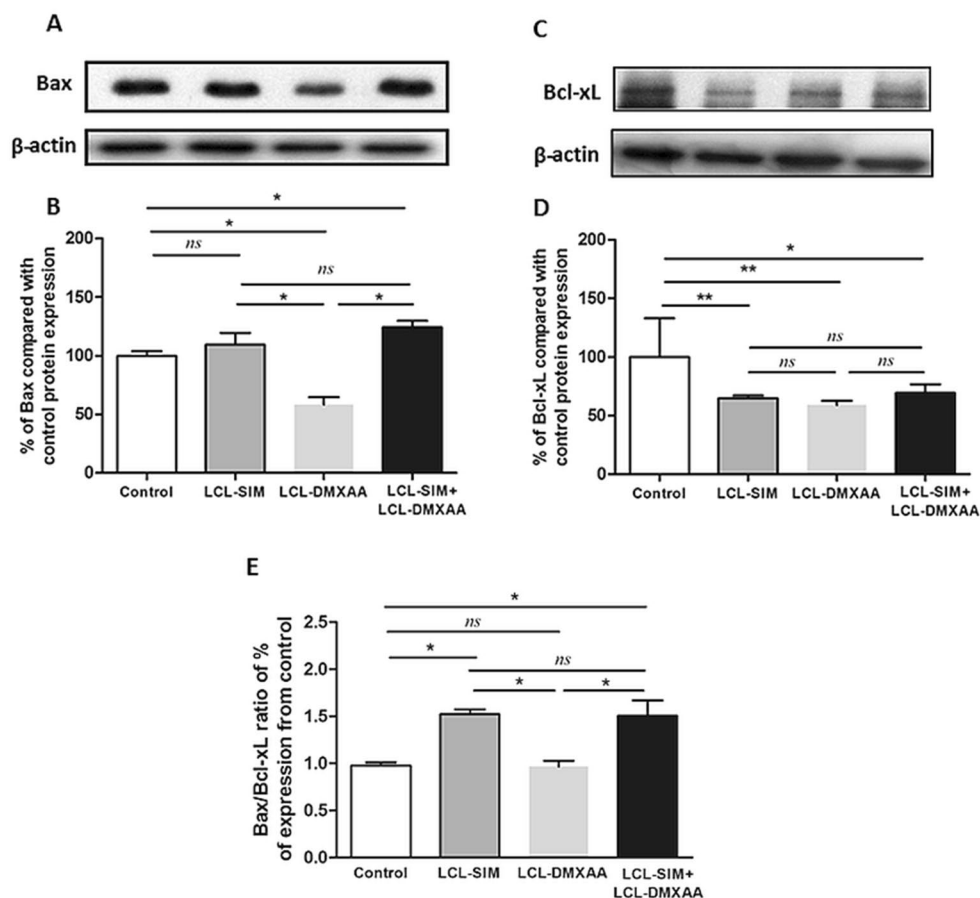 A
Bax
β-actin
B
% of Bax compared with
control protein expression
200
150
100
50
0
*
*
ns
ns
*
*
Control
LCL-SIM
LCL-DMXAA
LCL-SIM+
LCL-DMXAA
C
Bcl-xL
β-actin
D
% of Bcl-xL compared with
control protein expression
200
150
100
50
0
*
**
**
ns
ns
ns
Control
LCL-SIM
LCL-DMXAA
LCL-SIM+
LCL-DMXAA
E
Bax/Bcl-xL ratio of %
of expression from control
2.5
2.0
1.5
1.0
0.5
0.0
*
ns
*
ns
*
*
Control
LCL-SIM
LCL-DMXAA
LCL-SIM+
LCL-DMXAA